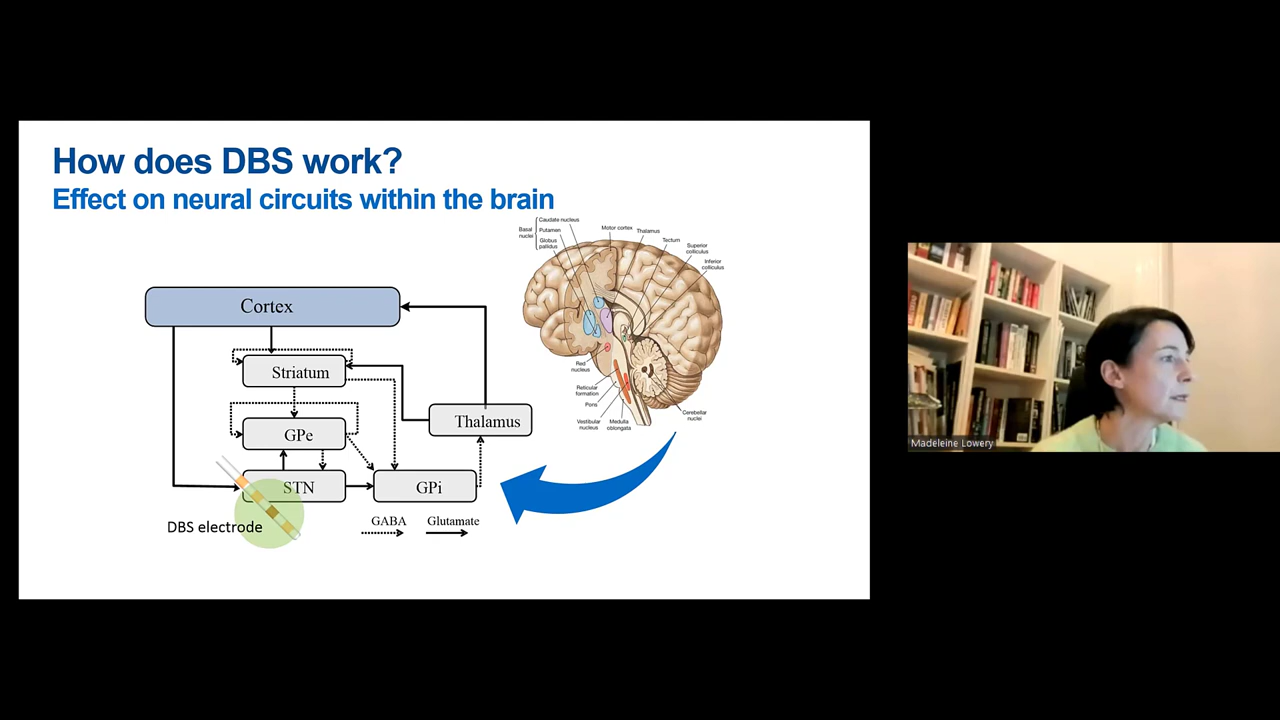 How does DBS work?
Effect on neural circuits within the brain
Cortex
Striatum
Thalamus
GPe
STN
GPi
DBS electrode
GABA
Glutamate
Basal
nuclei
Caudate nucleus
Putamen
Globus
pallidus
Motor cortex
Thalamus
Tectum
Superior
colliculus
Inferior
colliculus
Red
nucleus
Reticular
formation
Pons
Vestibular
nucleus
Medulla
oblongata
Cerebellar
nuclei
Madeleine Lowery